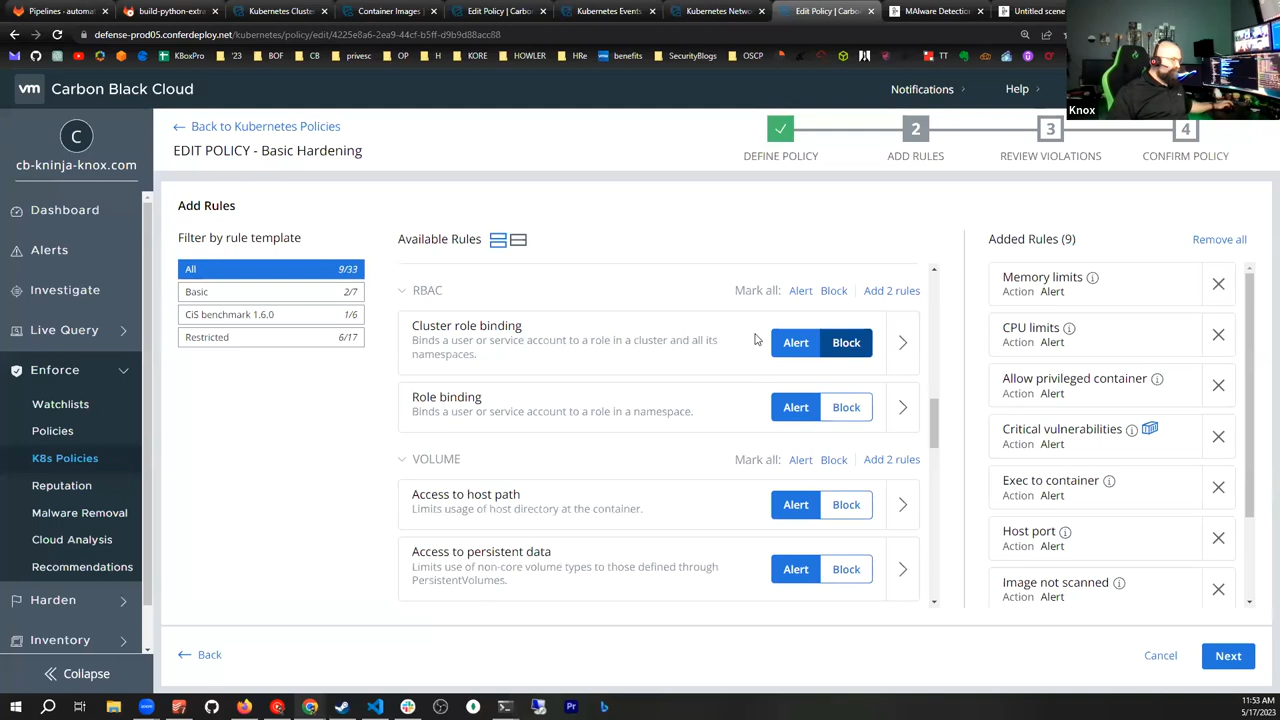 Pipelines - automat
build-python-extra
Kubernetes Cluster
Container Images |
Edit Policy | Carbon
Kubernetes Events
Kubernetes Netwo
Edit Policy | Carbo
MAlware Detection
Untitled scene
defense-prod05.conferdeploy.net/kubernetes/policy/edit/4225e8a6-2ea9-44cf-b5ff-d9b9d88acc88
KBoxPro
'23
BOF
CB
privesc
OP
H
KORE
HOWLER
HRe
benefits
SecurityBlogs
OSCP
TT
Knox
vm
Carbon Black Cloud
Notifications
Help
C
cb-kninja-knox.com
Dashboard
Alerts
Investigate
Live Query
Enforce
Watchlists
Policies
K8s Policies
Reputation
Malware Removal
Cloud Analysis
Recommendations
Harden
Inventory
Collapse
Back to Kubernetes Policies
EDIT POLICY - Basic Hardening
2
3
4
DEFINE POLICY
ADD RULES
REVIEW VIOLATIONS
CONFIRM POLICY
Add Rules
Filter by rule template
All 9/33
Basic 2/7
CiS benchmark 1.6.0 1/6
Restricted 6/17
Available Rules
RBAC
Mark all: Alert Block Add 2 rules
Cluster role binding
Binds a user or service account to a role in a cluster and all its
namespaces.
Alert Block
Role binding
Binds a user or service account to a role in a namespace.
Alert Block
VOLUME
Mark all: Alert Block Add 2 rules
Access to host path
Limits usage of host directory at the container.
Alert Block
Access to persistent data
Limits use of non-core volume types to those defined through
PersistentVolumes.
Alert Block
Added Rules (9)
Remove all
Memory limits
Action Alert
CPU limits
Action Alert
Allow privileged container
Action Alert
Critical vulnerabilities
Action Alert
Exec to container
Action Alert
Host port
Action Alert
Image not scanned
Action Alert
Back
Cancel
Next
11:53 AM
5/17/2023